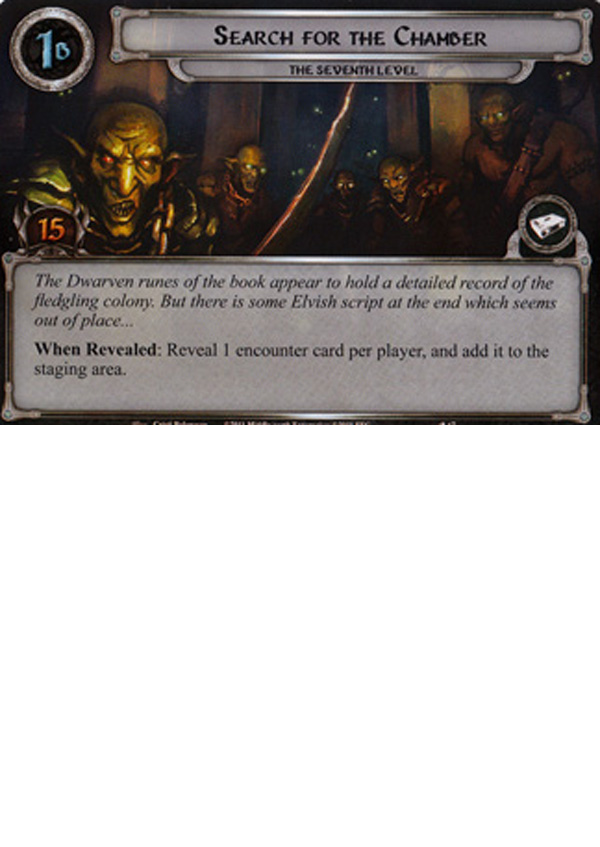 1B
SEARCH FOR THE CHAMBER
THE SEVENTH LEVEL
15
The Dwarven runes of the book appear to hold a detailed record of the
fledgling colony. But there is some Elvish script at the end which seems
out of place...
When Revealed: Reveal 1 encounter card per player, and add it to the
staging area.